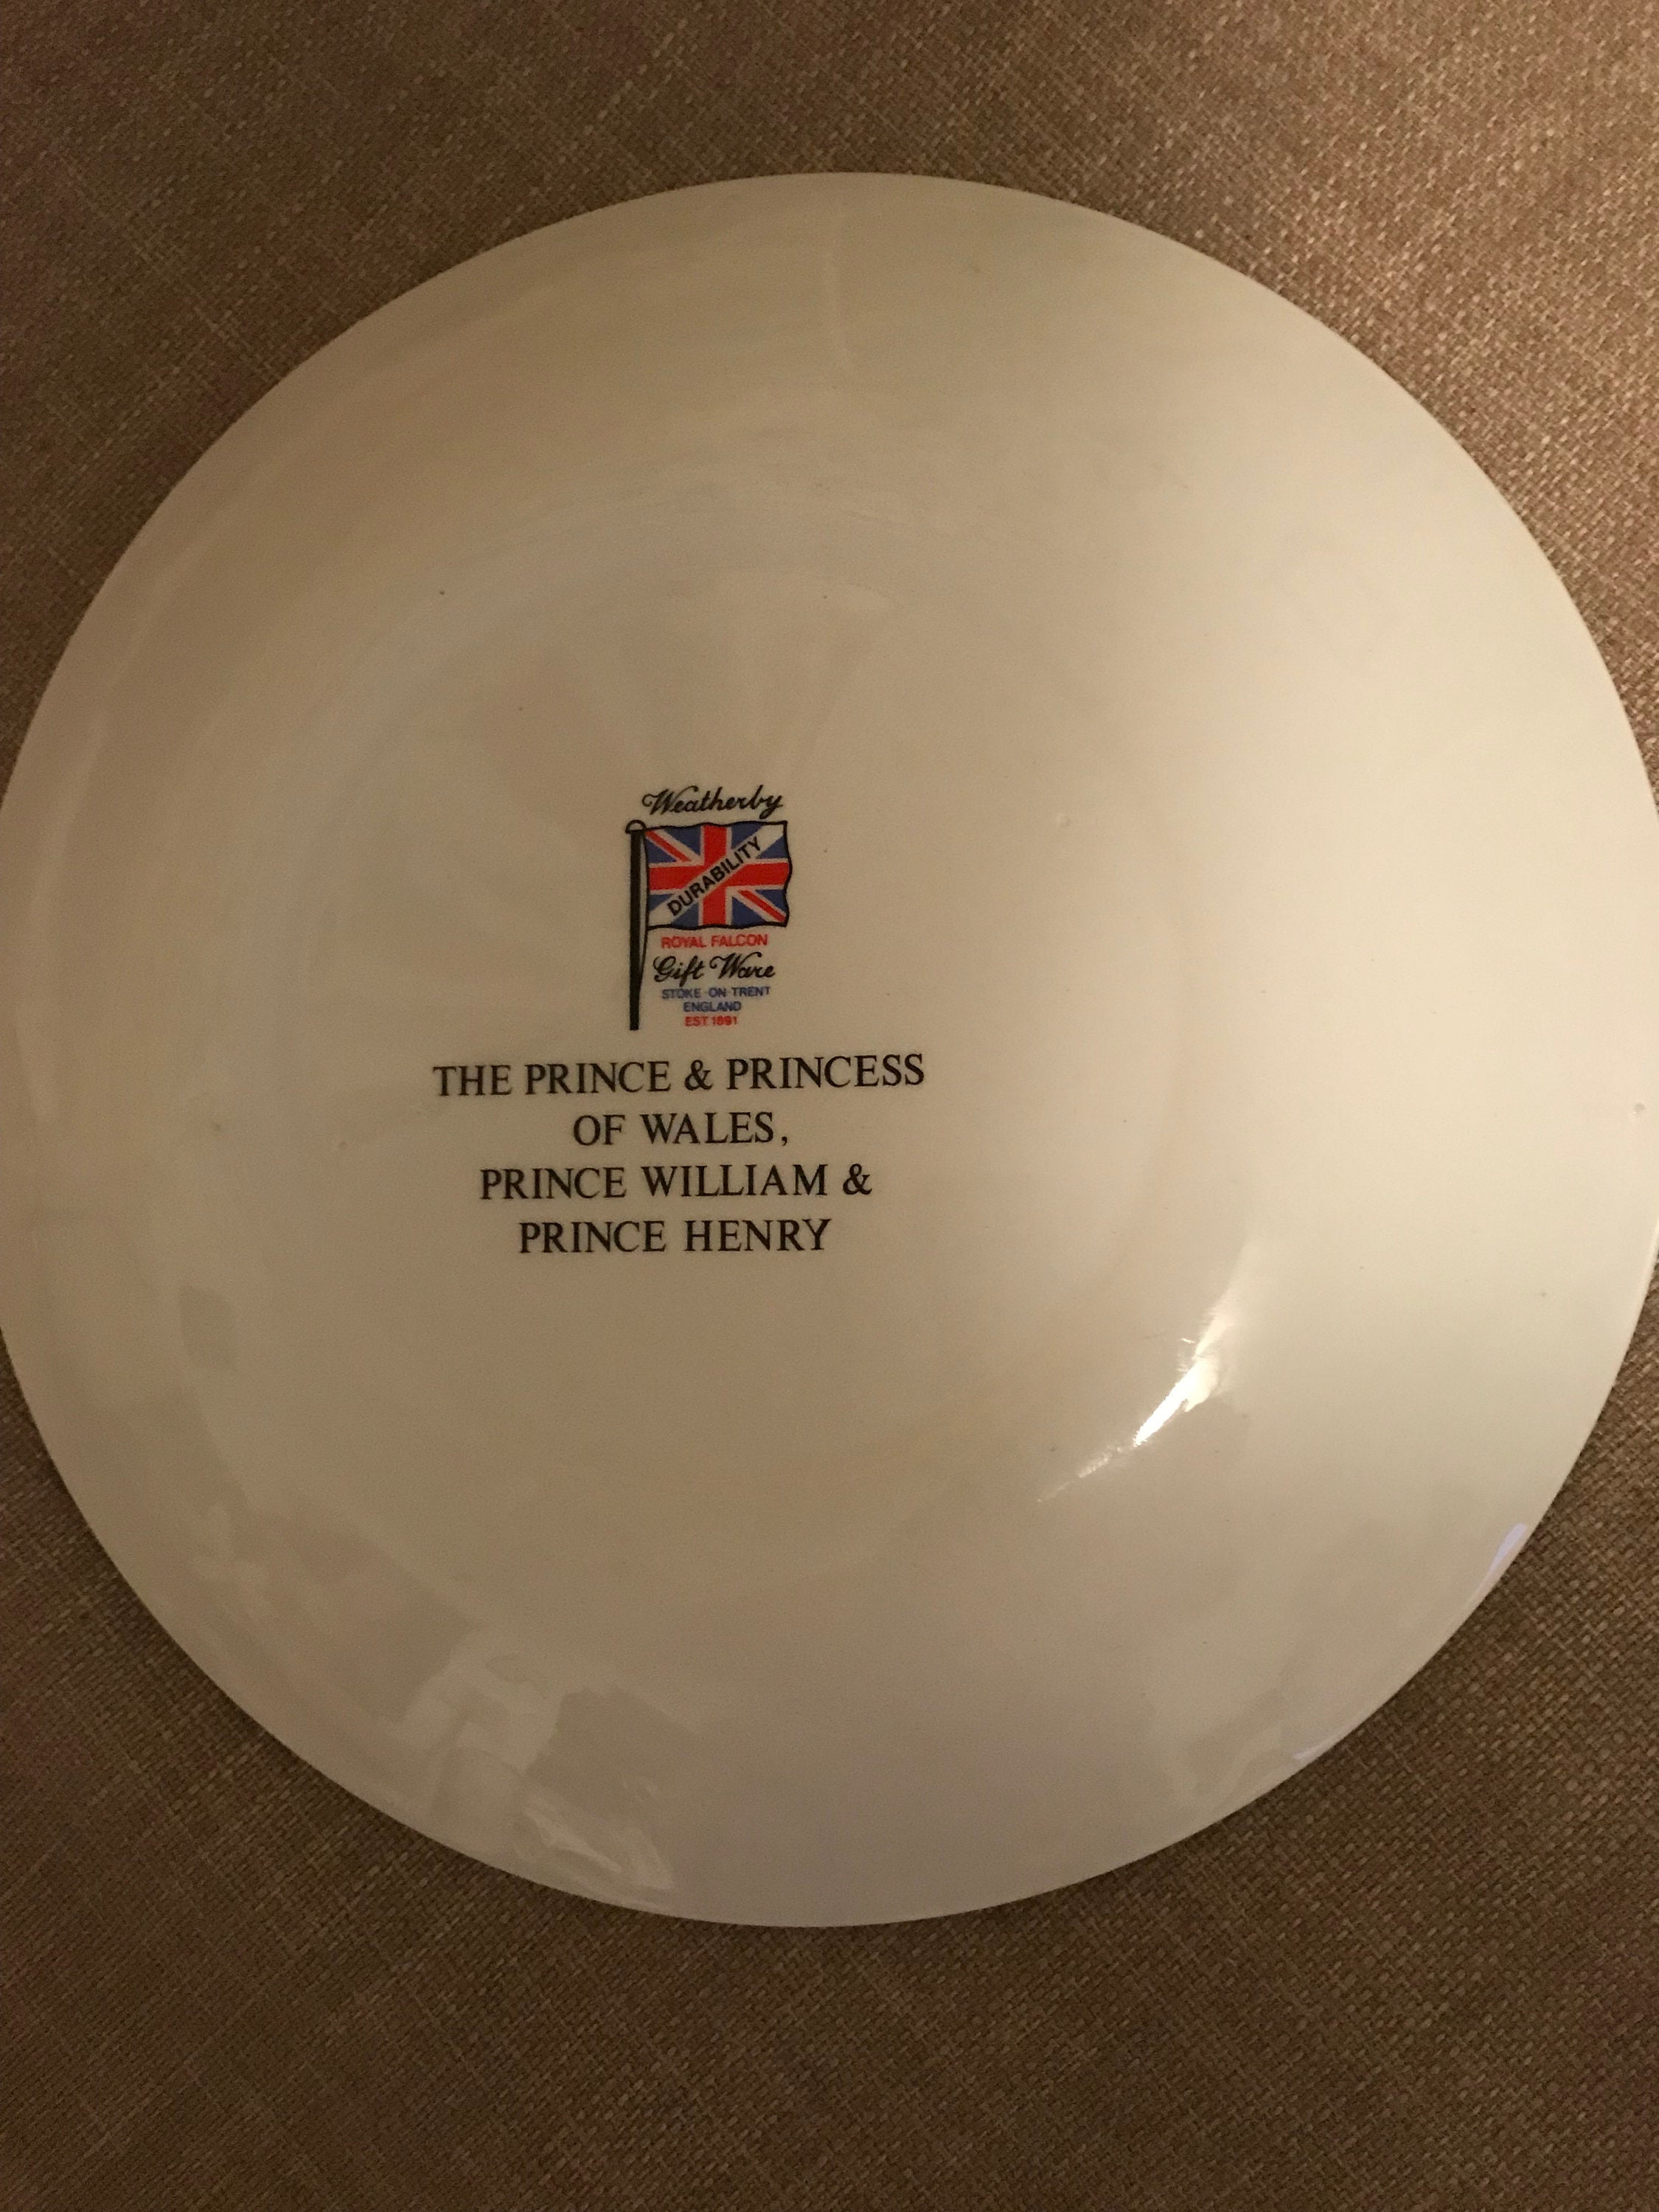 Weatherby
DURABILITY
ROYAL FALCON
Gift Ware
STOKE-ON-TRENT
ENGLAND
EST.1891
THE PRINCE & PRINCESS
OF WALES,
PRINCE WILLIAM &
PRINCE HENRY